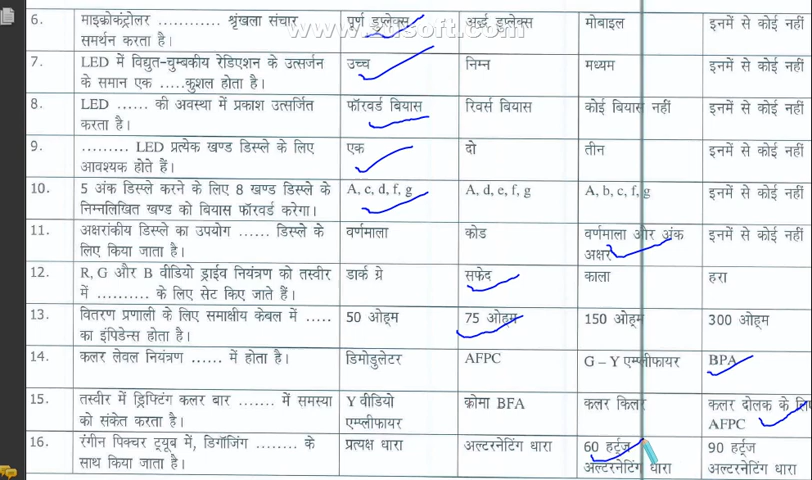 www.zdsoft.com
6. माइक्रोकंट्रोलर ............ श्रृंखला संचार पूर्ण डुप्लेक्स अर्द्ध डुप्लेक्स मोबाइल इनमें से कोई नहीं
समर्थन करता है।
7. LED में विद्युत-चुम्बकीय रेडिएशन के उत्सर्जन उच्च निम्न मध्यम इनमें से कोई नहीं
के समान एक .....कुशल होता है।
8. LED ...... की अवस्था में प्रकाश उत्सर्जित फॉरवर्ड बियास रिवर्स बियास कोई बियास नहीं इनमें से कोई नहीं
करता है।
9. ......... LED प्रत्येक खण्ड डिस्प्ले के लिए एक दो तीन इनमें से कोई नहीं
आवश्यक होते हैं।
10. 5 अंक डिस्प्ले करने के लिए 8 खण्ड डिस्प्ले के A, c, d, f, g A, d, e, f, g A, b, c, f, g इनमें से कोई नहीं
निम्नलिखित खण्ड को बियास फॉरवर्ड करेगा।
11. अक्षरांकीय डिस्प्ले का उपयोग ...... डिस्प्ले के वर्णमाला कोड वर्णमाला और अंक इनमें से कोई नहीं
लिए किया जाता है। अक्षर
12. R, G और B वीडियो ड्राईव नियंत्रण को तस्वीर डार्क ग्रे सफेद काला हरा
में .......... के लिए सेट किए जाते हैं।
13. वितरण प्रणाली के लिए समाक्षीय केबल में ..... 50 ओह्म 75 ओह्म 150 ओह्म 300 ओह्म
का इंपिडेन्स होता है।
14. कलर लेवल नियंत्रण ...... में होता है। डिमोडुलेटर AFPC G – Y एम्प्लीफायर BPA
15. तस्वीर में ड्रिफ्टिंग कलर बार ....... में समस्या Y वीडियो क्रोमा BFA कलर किलर कलर दोलक के लिए
को संकेत करता है। एम्प्लीफायर AFPC
16. रंगीन पिक्चर ट्यूब में, डिगॉजिंग ........ के प्रत्यक्ष धारा अल्टरनेटिंग धारा 60 हर्ट्ज 90 हर्ट्ज
साथ किया जाता है। अल्टरनेटिंग धारा अल्टरनेटिंग धारा